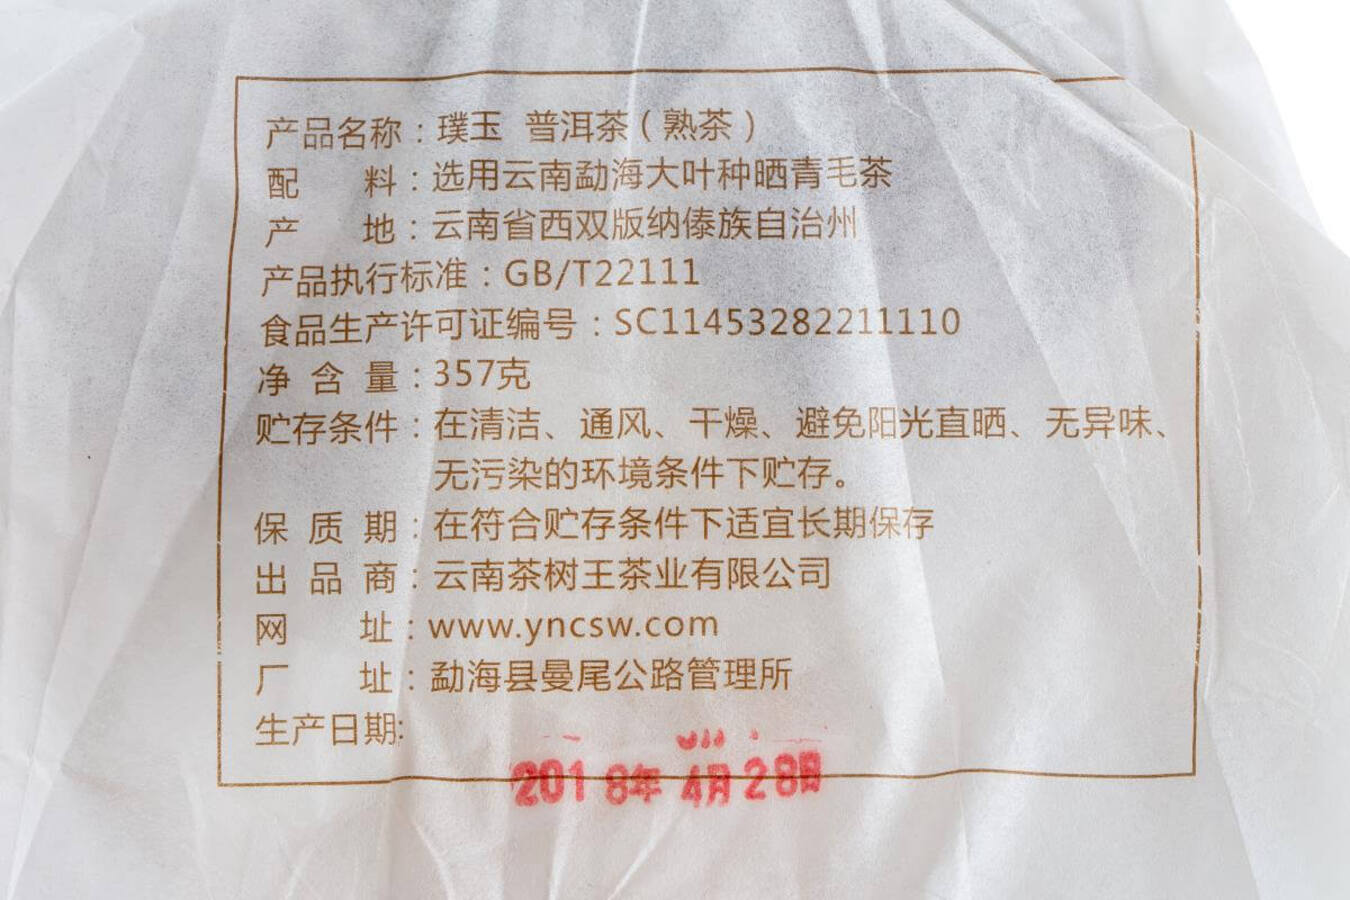 产品名称：璞玉 普洱茶（熟茶）
配料：选用云南勐海大叶种晒青毛茶
产地：云南省西双版纳傣族自治州
产品执行标准：GB/T22111
食品生产许可证编号：SC11453282211110
净含量：357克
贮存条件：在清洁、通风、干燥、避免阳光直晒、无异味、
无污染的环境条件下贮存。
保质期：在符合贮存条件下适宜长期保存
出品商：云南茶树王茶业有限公司
网址：www.yncsw.com
厂址：勐海县曼尾公路管理所
生产日期:
2018年 4月28日